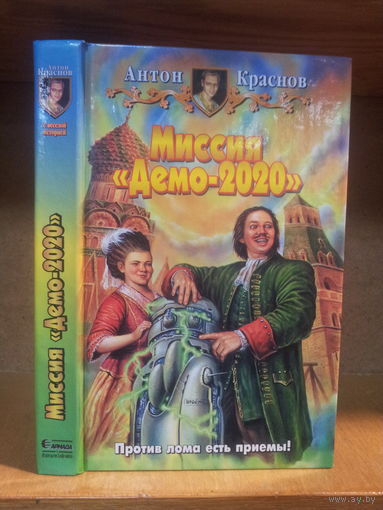 Антон Краснов
Миссия
«Демо-2020»
Против лома есть приемы!
Антон
Краснов
Миссия «Демо-2020»
АРМАДА
www.ay.by